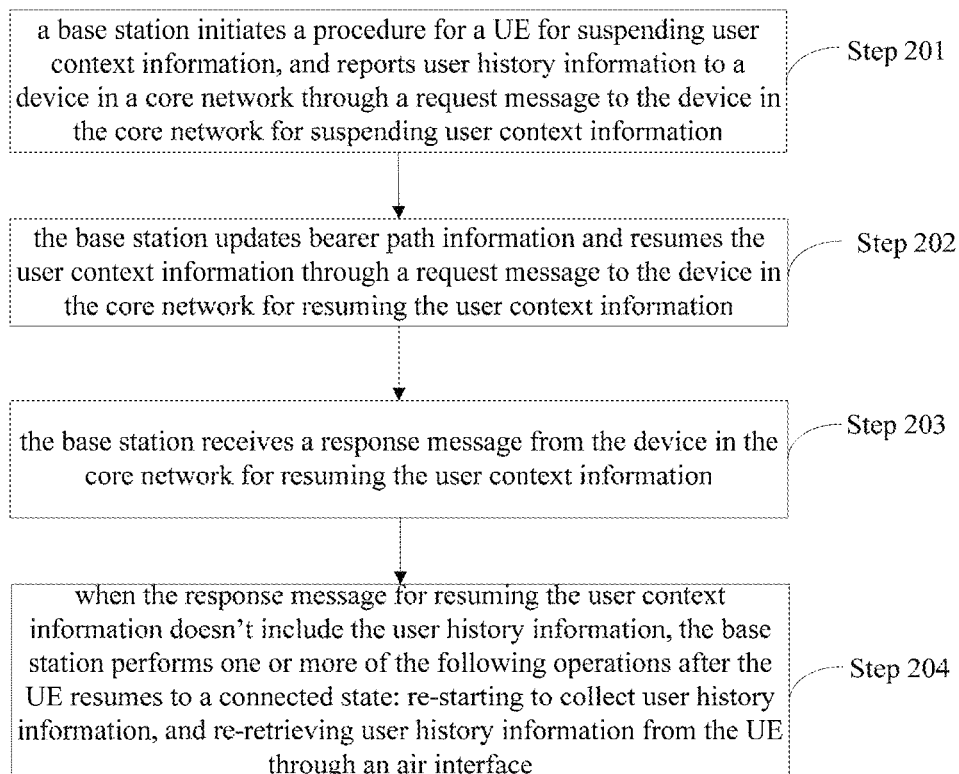 a base station initiates a procedure for a UE for suspending user
context information, and reports user history information to a
device in a core network through a request message to the device in
the core network for suspending user context information
Step 201
the base station updates bearer path information and resumes the
user context information through a request message to the device in
the core network for resuming the user context information
Step 202
the base station receives a response message from the device in the
core network for resuming the user context information
Step 203
when the response message for resuming the user context
information doesn't include the user history information, the base
station performs one or more of the following operations after the
UE resumes to a connected state: re-starting to collect user history
information, and re-retrieving user history information from the UE
through an air interface
Step 204